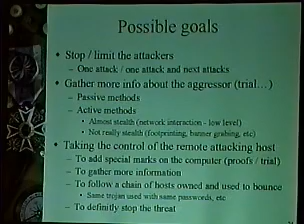 Possible goals
• Stop / limit the attackers
– One attack / one attack and next attacks
• Gather more info about the aggressor (trial…)
– Passive methods
– Active methods
• Almost stealth (network interaction - low level)
• Not really stealth (footprinting, banner grabing, etc)
• Taking the control of the remote attacking host
– To add special marks on the computer (proofs / trial)
– To gather more information
– To follow a chain of hosts owned and used to bounce
• Same trojan used with same passwords, etc
– To definitly stop the threat